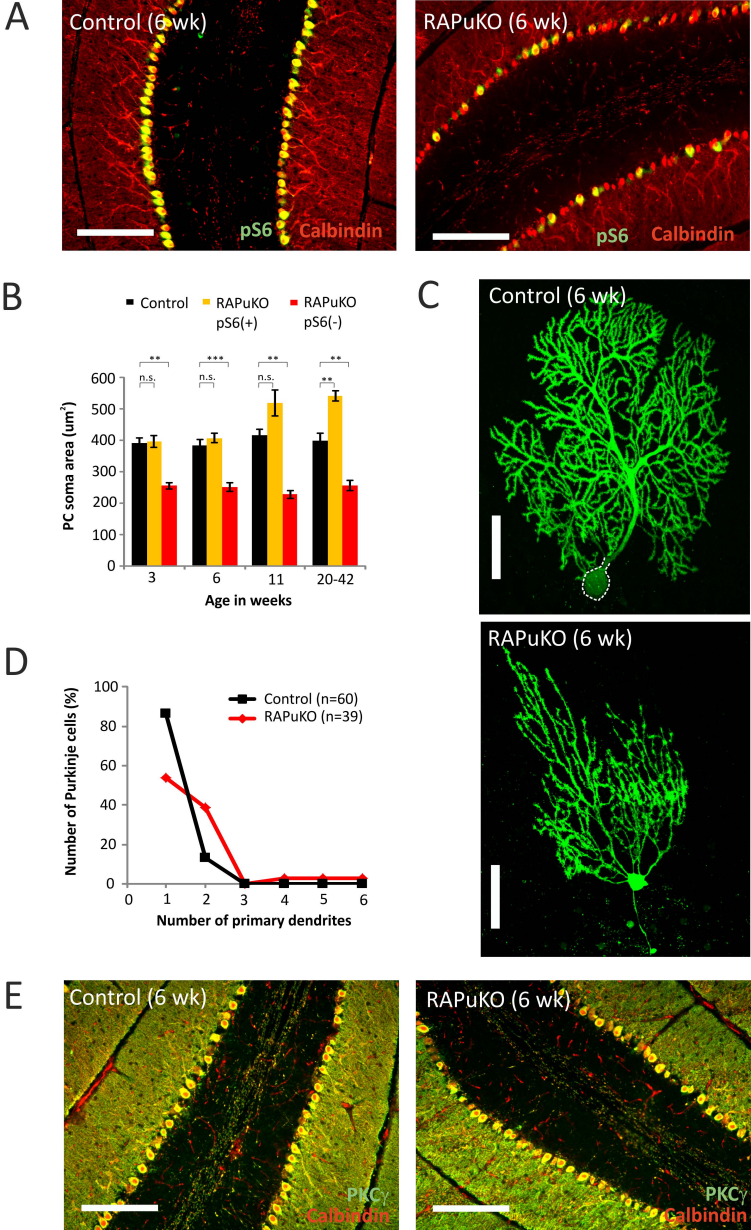 A
Control (6 wk)
pS6 Calbindin
RAPuKO (6 wk)
pS6 Calbindin
B
Control
RAPuKO pS6(+)
RAPuKO pS6(-)
** *** ** **
n.s. n.s. n.s. **
PC soma area (um²)
600
500
400
300
200
100
0
3 6 11 20-42
Age in weeks
C
Control (6 wk)
RAPuKO (6 wk)
D
Control (n=60)
RAPuKO (n=39)
Number of Purkinje cells (%)
100
80
60
40
20
0
0 1 2 3 4 5 6
Number of primary dendrites
E
Control (6 wk)
PKCγ
Calbindin
RAPuKO (6 wk)
PKCγ
Calbindin